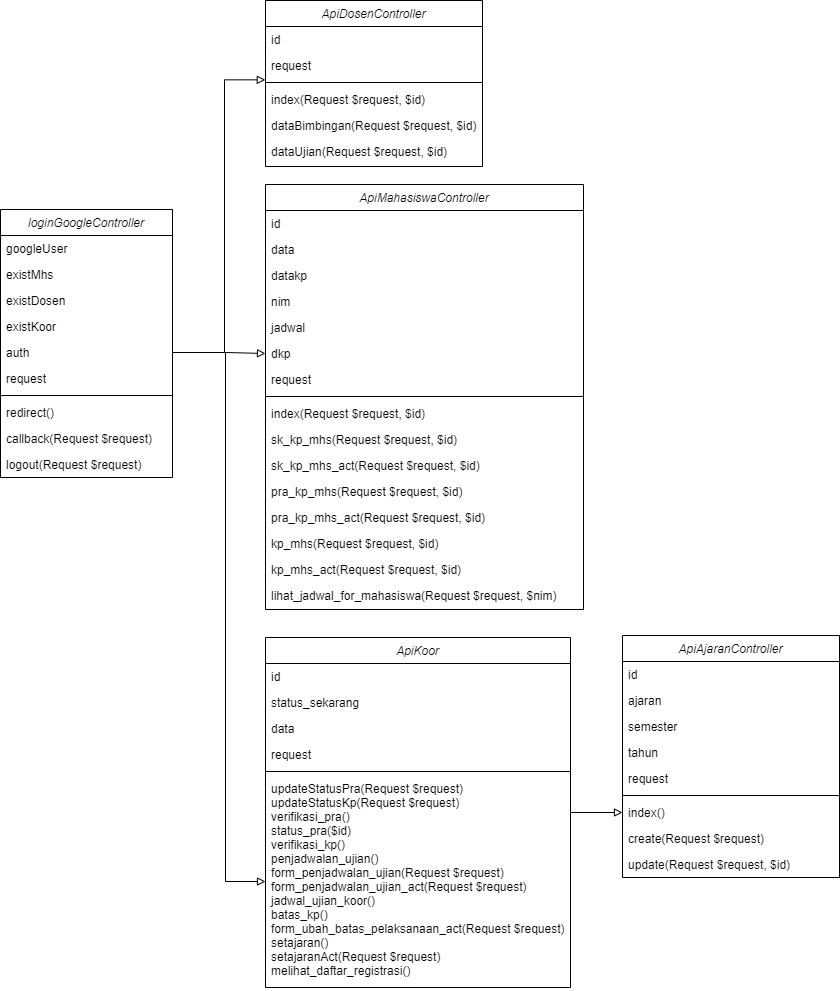 ApiDosenController
id
request
index(Request $request, $id)
dataBimbingan(Request $request, $id)
dataUjian(Request $request, $id)
loginGoogleController
googleUser
existMhs
existDosen
existKoor
auth
request
redirect()
callback(Request $request)
logout(Request $request)
ApiMahasiswaController
id
data
datakp
nim
jadwal
dkp
request
index(Request $request, $id)
sk_kp_mhs(Request $request, $id)
sk_kp_mhs_act(Request $request, $id)
pra_kp_mhs(Request $request, $id)
pra_kp_mhs_act(Request $request, $id)
kp_mhs(Request $request, $id)
kp_mhs_act(Request $request, $id)
lihat_jadwal_for_mahasiswa(Request $request, $nim)
ApiKoor
id
status_sekarang
data
request
updateStatusPra(Request $request)
updateStatusKp(Request $request)
verifikasi_pra()
status_pra($id)
verifikasi_kp()
penjadwalan_ujian()
form_penjadwalan_ujian(Request $request)
form_penjadwalan_ujian_act(Request $request)
jadwal_ujian_koor()
batas_kp()
form_ubah_batas_pelaksanaan_act(Request $request)
setajaran()
setajaranAct(Request $request)
melihat_daftar_registrasi()
ApiAjaranController
id
ajaran
semester
tahun
request
index()
create(Request $request)
update(Request $request, $id)